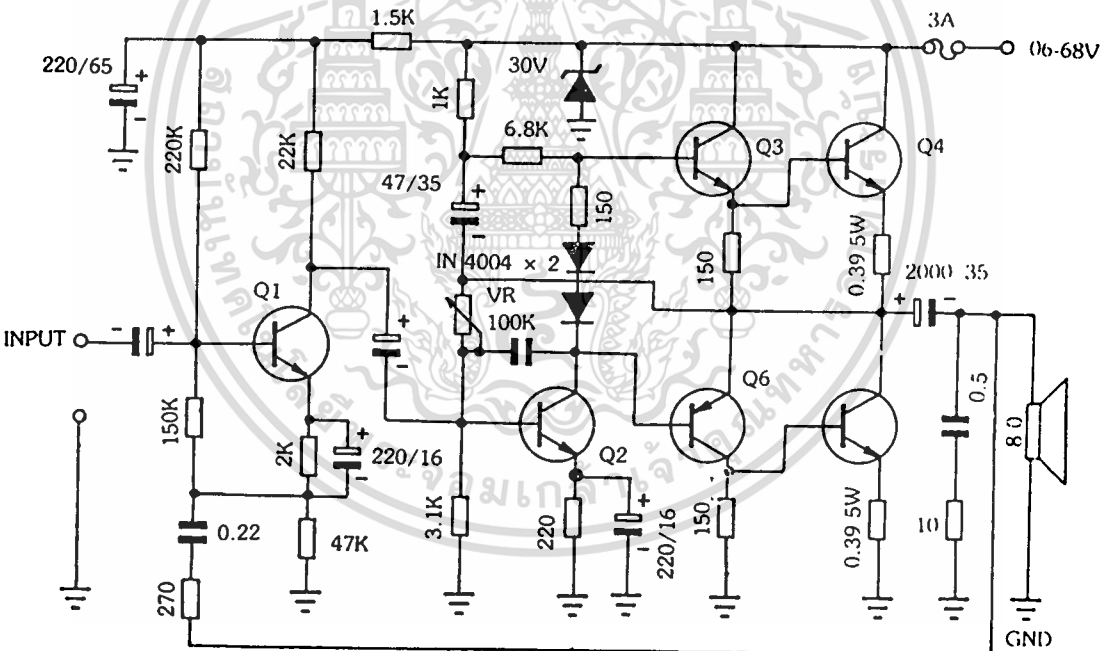 1.5K
3A
220/65
+
-
30V
06-68V
1K
220K
22K
6.8K
Q3
Q4
47/35
+
-
150
IN 4004 × 2
150
0.39 5W
2000 35
+
-
Q1
VR
100K
INPUT
-
+
+
-
Q6
150K
2K
+
220/16
-
Q2
0.5
8.0
3.1K
220
+
220/16
-
150
0.39 5W
10
0.22
47K
270
GND